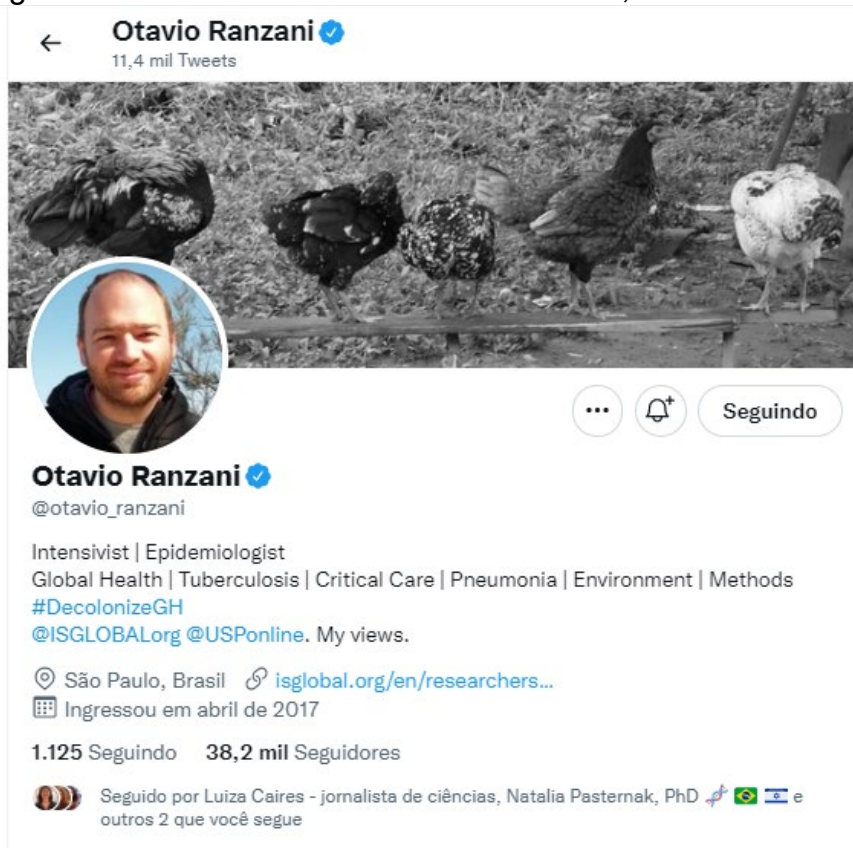 Otavio Ranzani
11,4 mil Tweets
Seguindo
Otavio Ranzani
@otavio_ranzani
Intensivist | Epidemiologist
Global Health | Tuberculosis | Critical Care | Pneumonia | Environment | Methods
#DecolonizeGH
@ISGLOBALorg @USPonline. My views.
São Paulo, Brasil isglobal.org/en/researchers...
Ingressou em abril de 2017
1.125 Seguindo 38,2 mil Seguidores
Seguido por Luiza Caires - jornalista de ciências, Natalia Pasternak, PhD 🧬 🇧🇷 🇮🇱 e
outros 2 que você segue